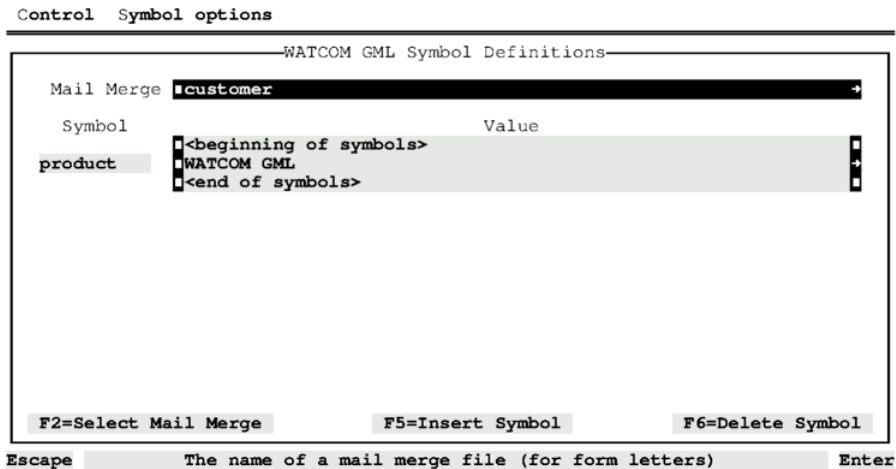 Control Symbol options
WATCOM GML Symbol Definitions
Mail Merge customer
Symbol Value
<beginning of symbols>
product WATCOM GML
<end of symbols>
F2=Select Mail Merge F5=Insert Symbol F6=Delete Symbol
Escape The name of a mail merge file (for form letters) Enter